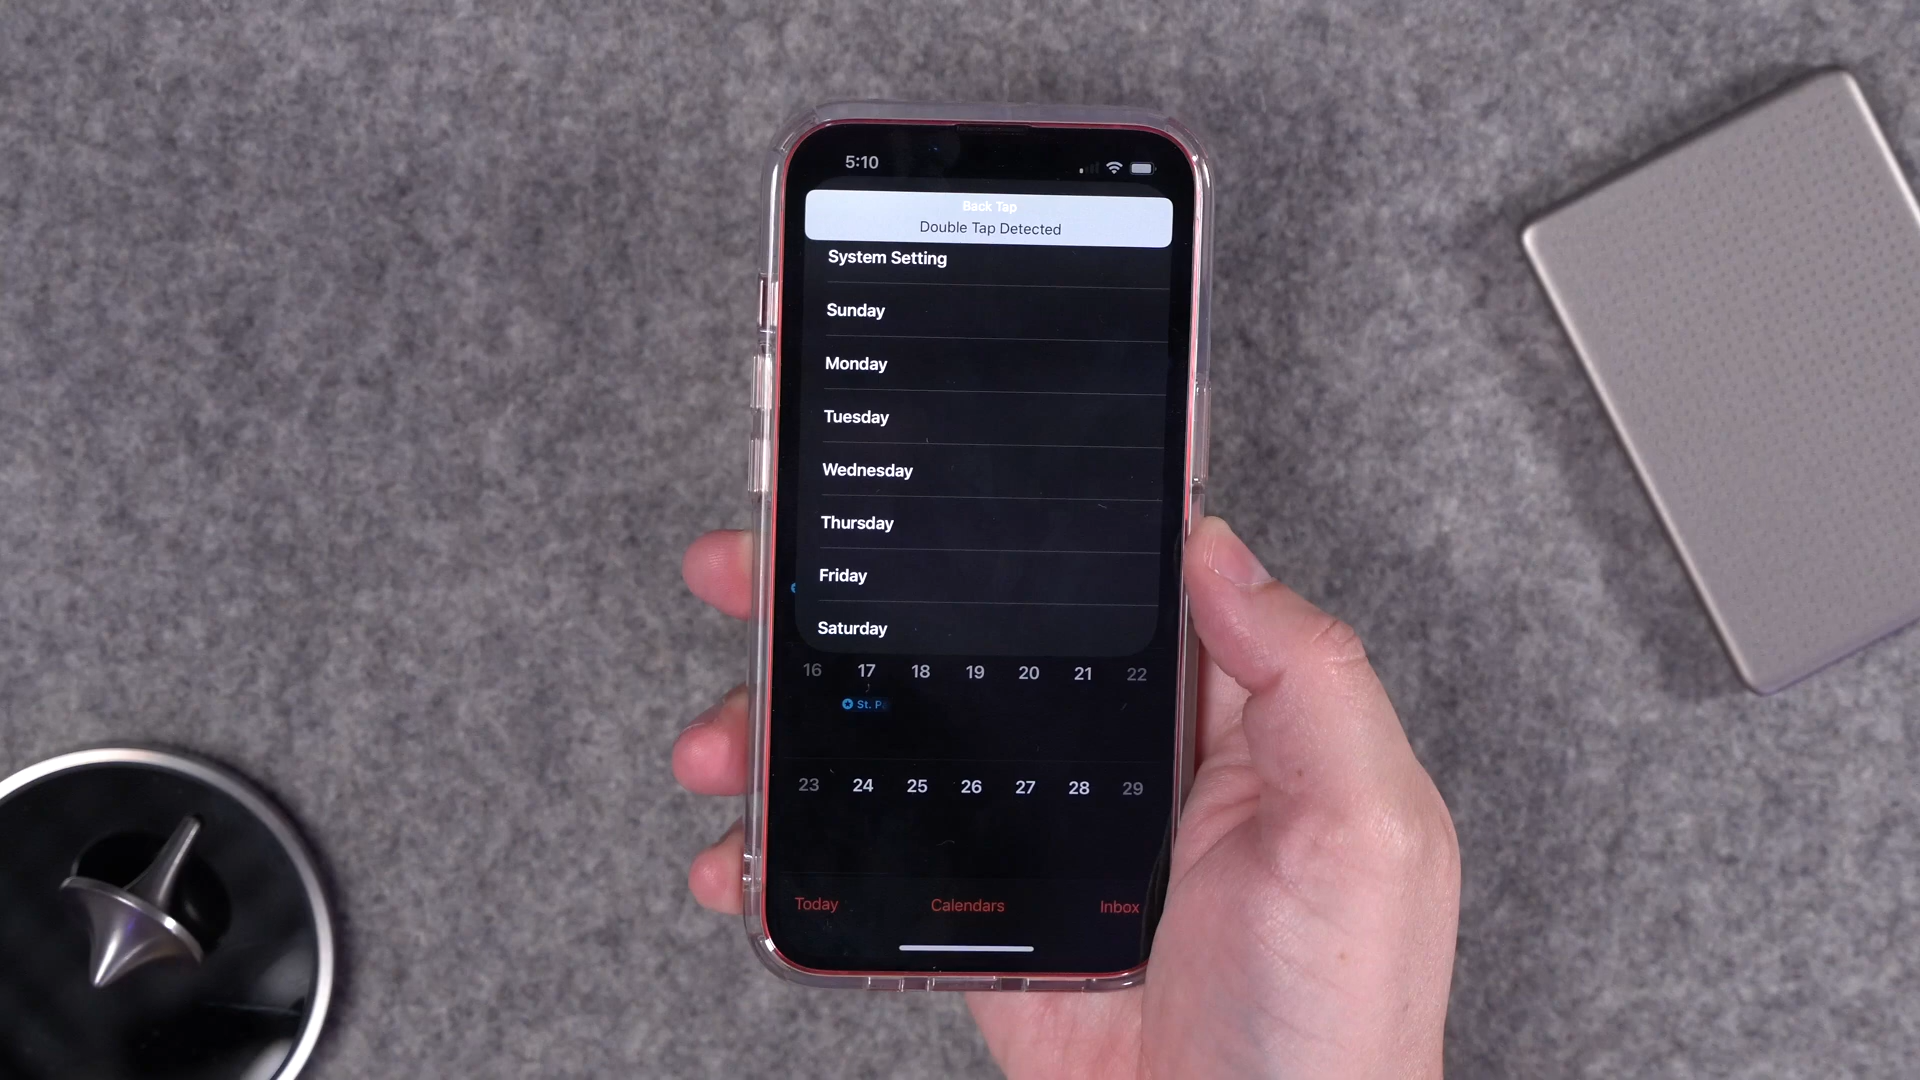 5:10
Back Tap
Double Tap Detected
System Setting
Sunday
Monday
Tuesday
Wednesday
Thursday
Friday
Saturday
16 17 18 19 20 21 22
St. P
23 24 25 26 27 28 29
Today Calendars Inbox